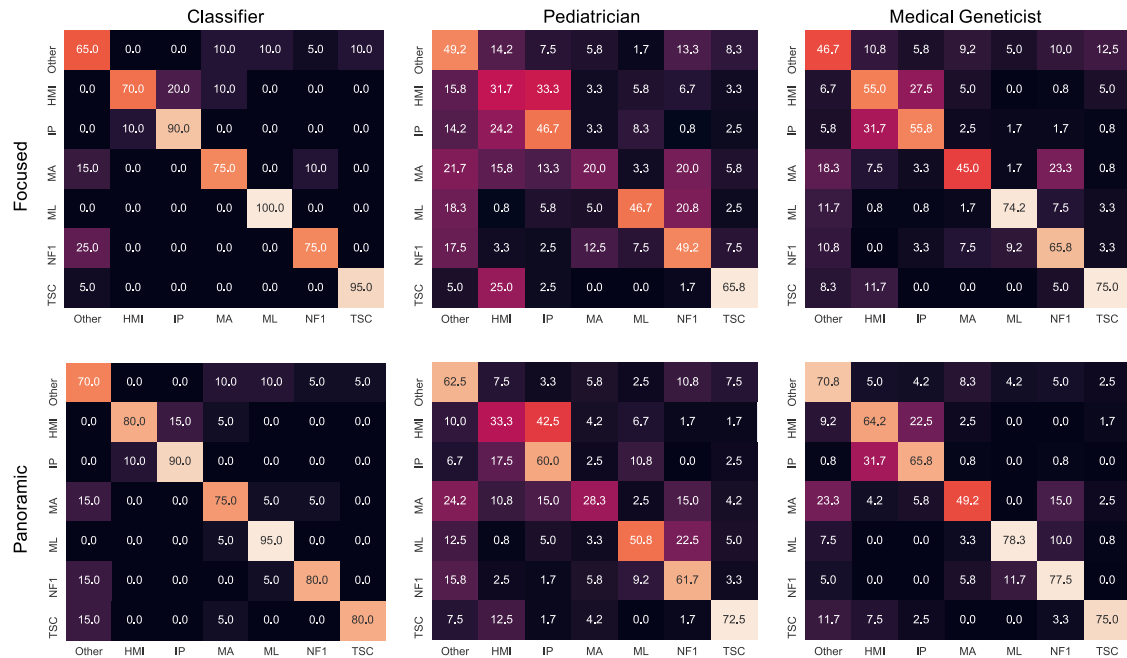 Classifier Pediatrician Medical Geneticist
Focused
Other 65.0 0.0 0.0 10.0 10.0 5.0 10.0 Other 49.2 14.2 7.5 5.8 1.7 13.3 8.3 Other 46.7 10.8 5.8 9.2 5.0 10.0 12.5
HMI 0.0 70.0 20.0 10.0 0.0 0.0 0.0 HMI 15.8 31.7 33.3 3.3 5.8 6.7 3.3 HMI 6.7 55.0 27.5 5.0 0.0 0.8 5.0
IP 0.0 10.0 90.0 0.0 0.0 0.0 0.0 IP 14.2 24.2 46.7 3.3 8.3 0.8 2.5 IP 5.8 31.7 55.8 2.5 1.7 1.7 0.8
MA 15.0 0.0 0.0 75.0 0.0 10.0 0.0 MA 21.7 15.8 13.3 20.0 3.3 20.0 5.8 MA 18.3 7.5 3.3 45.0 1.7 23.3 0.8
ML 0.0 0.0 0.0 0.0 100.0 0.0 0.0 ML 18.3 0.8 5.8 5.0 46.7 20.8 2.5 ML 11.7 0.8 0.8 1.7 74.2 7.5 3.3
NF1 25.0 0.0 0.0 0.0 0.0 75.0 0.0 NF1 17.5 3.3 2.5 12.5 7.5 49.2 7.5 NF1 10.8 0.0 3.3 7.5 9.2 65.8 3.3
TSC 5.0 0.0 0.0 0.0 0.0 0.0 95.0 TSC 5.0 25.0 2.5 0.0 0.0 1.7 65.8 TSC 8.3 11.7 0.0 0.0 0.0 5.0 75.0
Other HMI IP MA ML NF1 TSC Other HMI IP MA ML NF1 TSC Other HMI IP MA ML NF1 TSC
Panoramic
Other 70.0 0.0 0.0 10.0 10.0 5.0 5.0 Other 62.5 7.5 3.3 5.8 2.5 10.8 7.5 Other 70.8 5.0 4.2 8.3 4.2 5.0 2.5
HMI 0.0 80.0 15.0 5.0 0.0 0.0 0.0 HMI 10.0 33.3 42.5 4.2 6.7 1.7 1.7 HMI 9.2 64.2 22.5 2.5 0.0 0.0 1.7
IP 0.0 10.0 90.0 0.0 0.0 0.0 0.0 IP 6.7 17.5 60.0 2.5 10.8 0.0 2.5 IP 0.8 31.7 65.8 0.8 0.0 0.8 0.0
MA 15.0 0.0 0.0 75.0 5.0 5.0 0.0 MA 24.2 10.8 15.0 28.3 2.5 15.0 4.2 MA 23.3 4.2 5.8 49.2 0.0 15.0 2.5
ML 0.0 0.0 0.0 5.0 95.0 0.0 0.0 ML 12.5 0.8 5.0 3.3 50.8 22.5 5.0 ML 7.5 0.0 0.0 3.3 78.3 10.0 0.8
NF1 15.0 0.0 0.0 0.0 5.0 80.0 0.0 NF1 15.8 2.5 1.7 5.8 9.2 61.7 3.3 NF1 5.0 0.0 0.0 5.8 11.7 77.5 0.0
TSC 15.0 0.0 0.0 5.0 0.0 0.0 80.0 TSC 7.5 12.5 1.7 4.2 0.0 1.7 72.5 TSC 11.7 7.5 2.5 0.0 0.0 3.3 75.0
Other HMI IP MA ML NF1 TSC Other HMI IP MA ML NF1 TSC Other HMI IP MA ML NF1 TSC